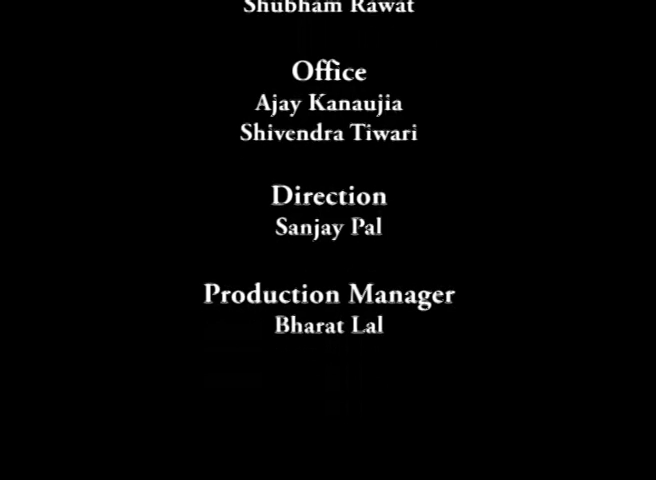 Shubham Rawat
Office
Ajay Kanaujia
Shivendra Tiwari
Direction
Sanjay Pal
Production Manager
Bharat Lal